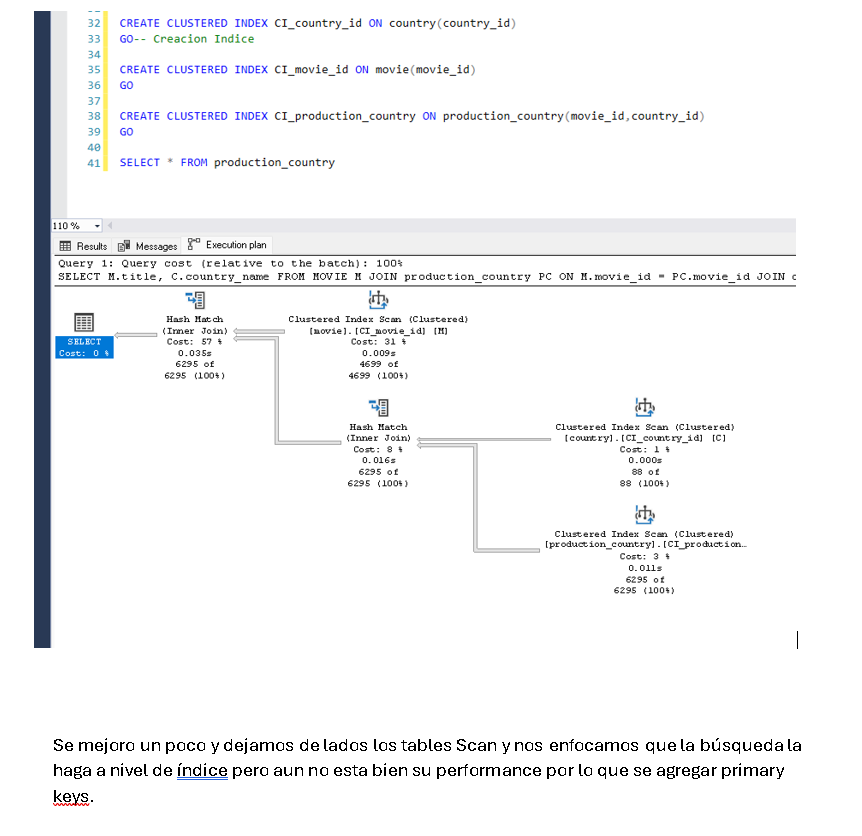 32 CREATE CLUSTERED INDEX CI_country_id ON country(country_id)
33 GO-- Creacion Indice
34
35 CREATE CLUSTERED INDEX CI_movie_id ON movie(movie_id)
36 GO
37
38 CREATE CLUSTERED INDEX CI_production_country ON production_country(movie_id,country_id)
39 GO
40
41 SELECT * FROM production_country
110 %
Results Messages Execution plan
Query 1: Query cost (relative to the batch): 100%
SELECT M.title, C.country_name FROM MOVIE M JOIN production_country PC ON M.movie_id = PC.movie_id JOIN
SELECT
Cost: 0 %
Hash Match
(Inner Join)
Cost: 57 %
0.035s
6295 of
6295 (100%)
Clustered Index Scan (Clustered)
[movie].[CI_movie_id] [M]
Cost: 31 %
0.009s
4699 of
4699 (100%)
Hash Match
(Inner Join)
Cost: 8 %
0.016s
6295 of
6295 (100%)
Clustered Index Scan (Clustered)
[country].[CI_country_id] [C]
Cost: 1 %
0.000s
88 of
88 (100%)
Clustered Index Scan (Clustered)
[production_country].[CI_production…
Cost: 3 %
0.011s
6295 of
6295 (100%)
Se mejoro un poco y dejamos de lados los tables Scan y nos enfocamos que la búsqueda la
haga a nivel de índice pero aun no esta bien su performance por lo que se agregar primary
keys.